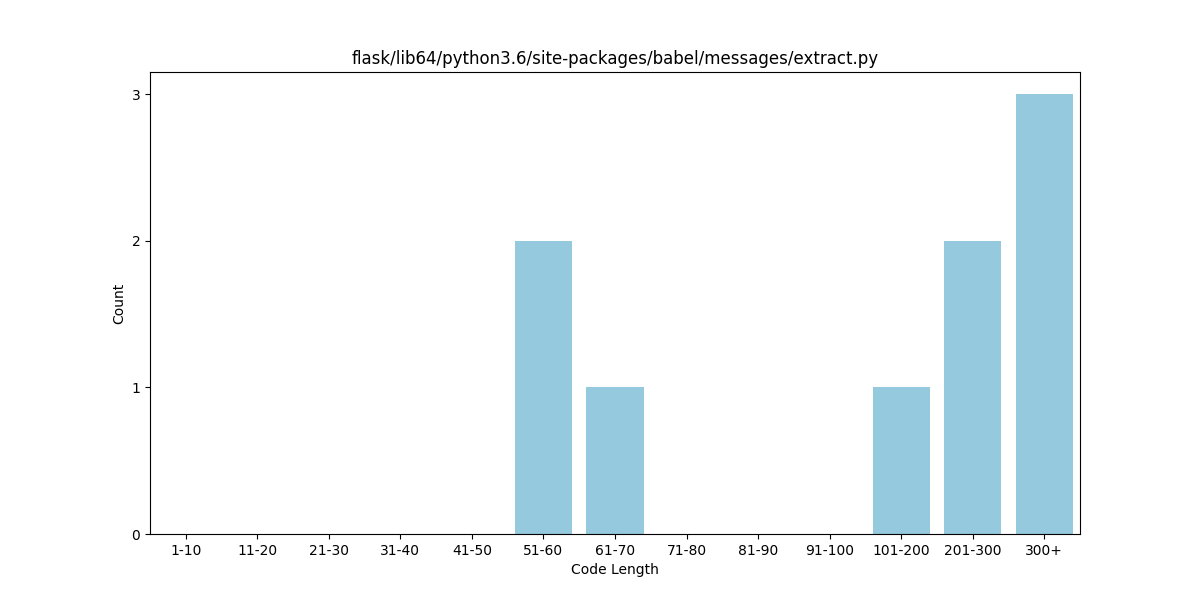 flask/lib64/python3.6/site-packages/babel/messages/extract.py
3
2
1
0
Count
1-10 11-20 21-30 31-40 41-50 51-60 61-70 71-80 81-90 91-100 101-200 201-300 300+
Code Length